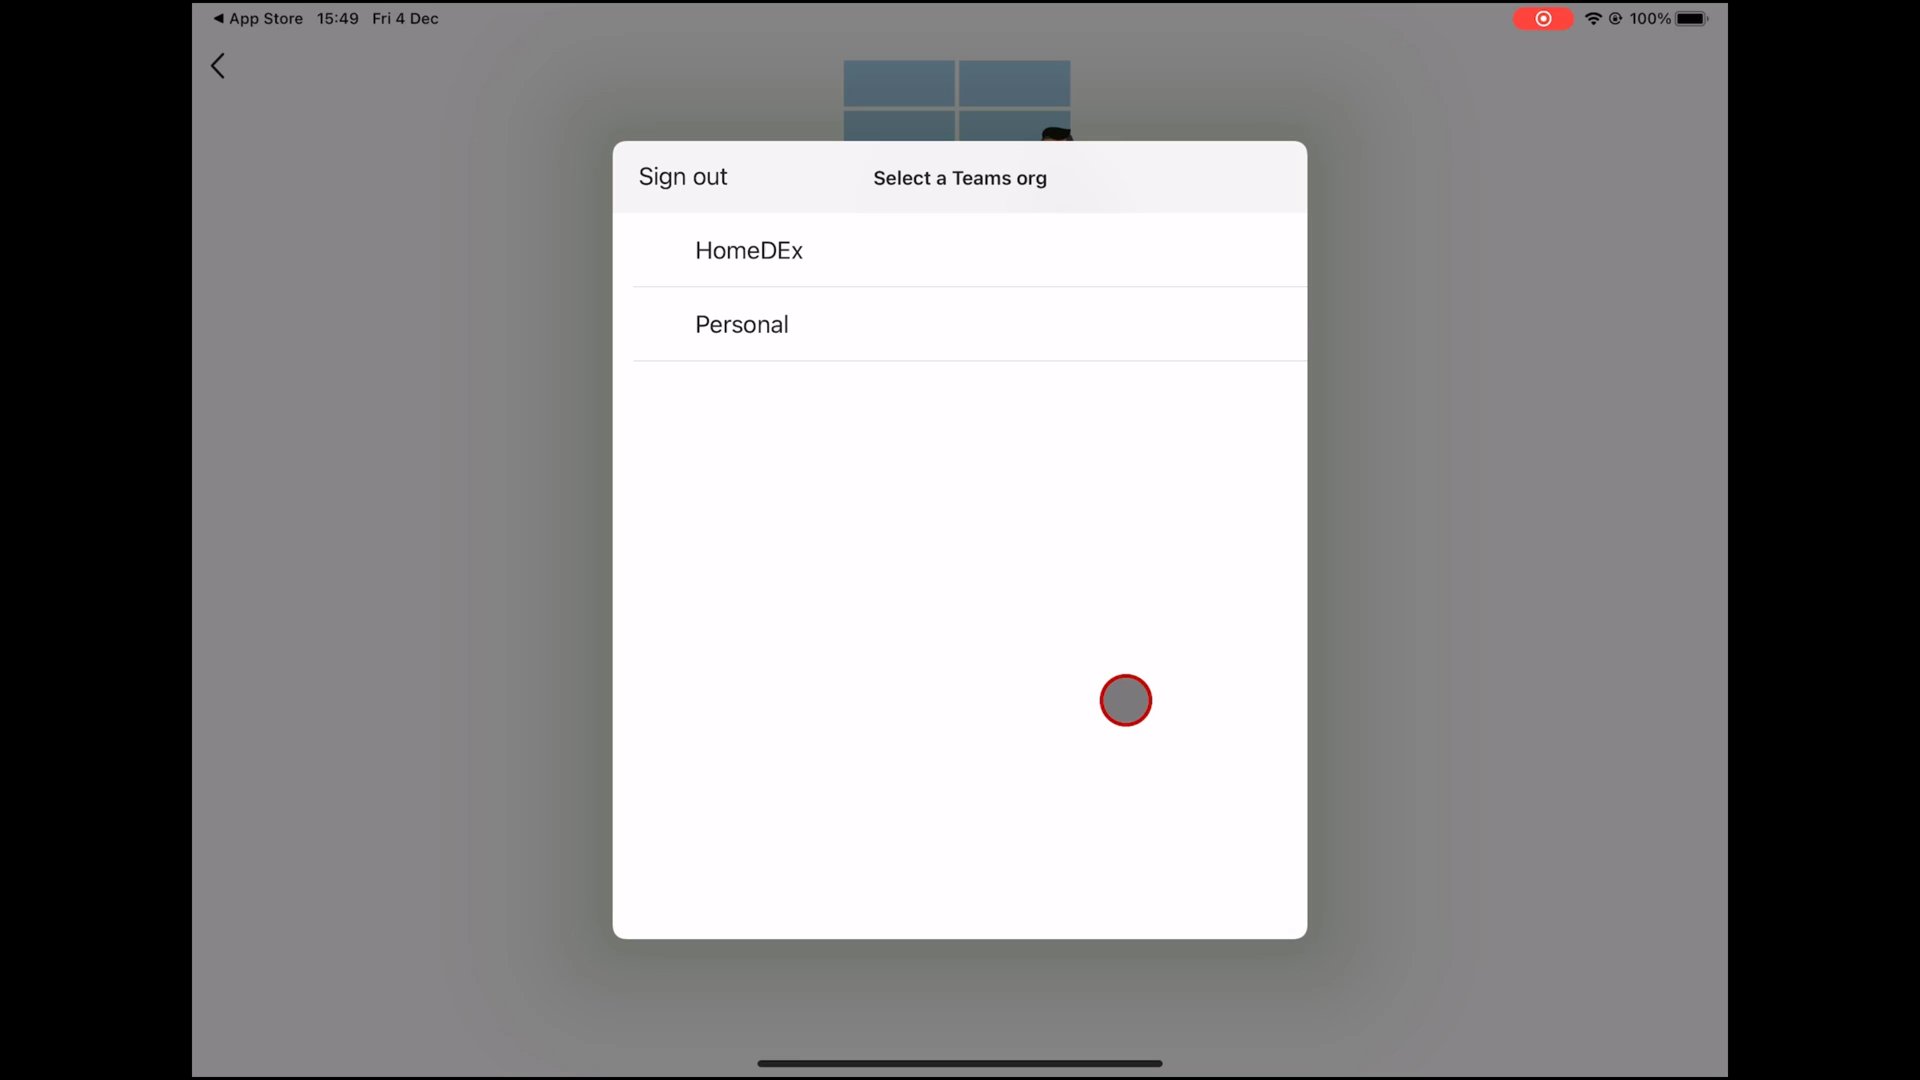 ◀ App Store 15:49 Fri 4 Dec 100%
Sign out Select a Teams org
HomeDEx
Personal